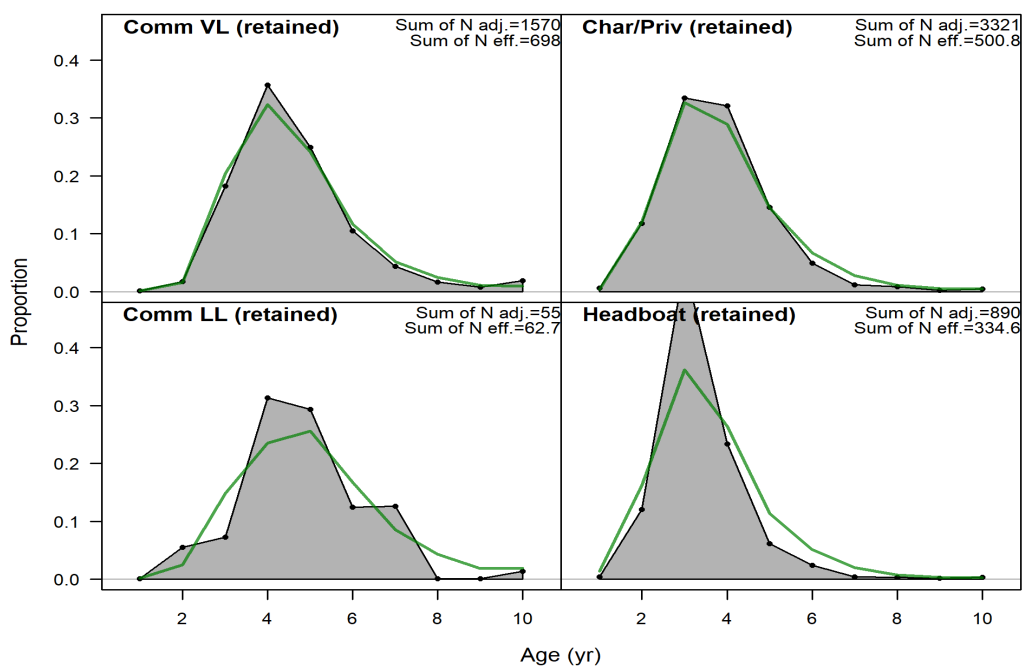 Comm VL (retained)
Sum of N adj.=1570
Sum of N eff.=698
Char/Priv (retained)
Sum of N adj.=3321
Sum of N eff.=500.8
0.4
0.3
0.2
0.1
0.0
Comm LL (retained)
Sum of N adj.=55
Sum of N eff.=62.7
Headboat (retained)
Sum of N adj.=890
Sum of N eff.=334.6
0.4
0.3
0.2
0.1
0.0
Proportion
2 4 6 8 10
2 4 6 8 10
Age (yr)